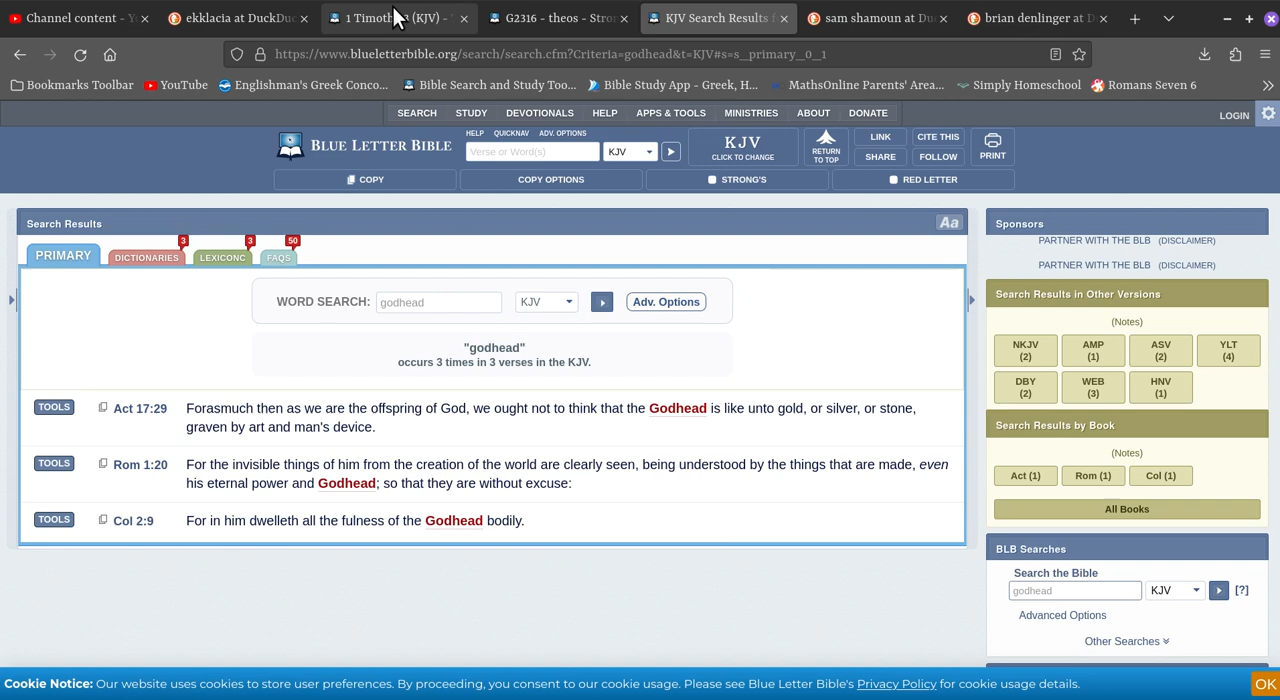 Channel content - Yo
ekklacia at DuckDuc
1 Timoth 3 (KJV) -
G2316 - theos - Stro
KJV Search Results f
sam shamoun at Du
brian denlinger at D
https://www.blueletterbible.org/search/search.cfm?Criteria=godhead&t=KJV#s=s_primary_0_1
Bookmarks Toolbar
YouTube
Englishman's Greek Conco...
Bible Search and Study Too...
Bible Study App - Greek, H...
MathsOnline Parents' Area...
Simply Homeschool
Romans Seven 6
SEARCH STUDY DEVOTIONALS HELP APPS & TOOLS MINISTRIES ABOUT DONATE
LOGIN
BLUE LETTER BIBLE
HELP QUICKNAV ADV. OPTIONS
Verse or Word(s)
KJV
KJV
CLICK TO CHANGE
RETURN
TO TOP
LINK
CITE THIS
SHARE
FOLLOW
PRINT
COPY
COPY OPTIONS
STRONG'S
RED LETTER
Search Results
Aa
PRIMARY
DICTIONARIES
3
LEXICONC
3
FAQS
50
WORD SEARCH:
godhead
KJV
Adv. Options
"godhead"
occurs 3 times in 3 verses in the KJV.
TOOLS
Act 17:29
Forasmuch then as we are the offspring of God, we ought not to think that the Godhead is like unto gold, or silver, or stone,
graven by art and man's device.
TOOLS
Rom 1:20
For the invisible things of him from the creation of the world are clearly seen, being understood by the things that are made, even
his eternal power and Godhead; so that they are without excuse:
TOOLS
Col 2:9
For in him dwelleth all the fulness of the Godhead bodily.
Sponsors
PARTNER WITH THE BLB (DISCLAIMER)
PARTNER WITH THE BLB (DISCLAIMER)
Search Results in Other Versions
(Notes)
NKJV
(2)
AMP
(1)
ASV
(2)
YLT
(4)
DBY
(2)
WEB
(3)
HNV
(1)
Search Results by Book
(Notes)
Act (1)
Rom (1)
Col (1)
All Books
BLB Searches
Search the Bible
godhead
KJV
[?]
Advanced Options
Other Searches
Cookie Notice: Our website uses cookies to store user preferences. By proceeding, you consent to our cookie usage. Please see Blue Letter Bible's Privacy Policy for cookie usage details.
OK